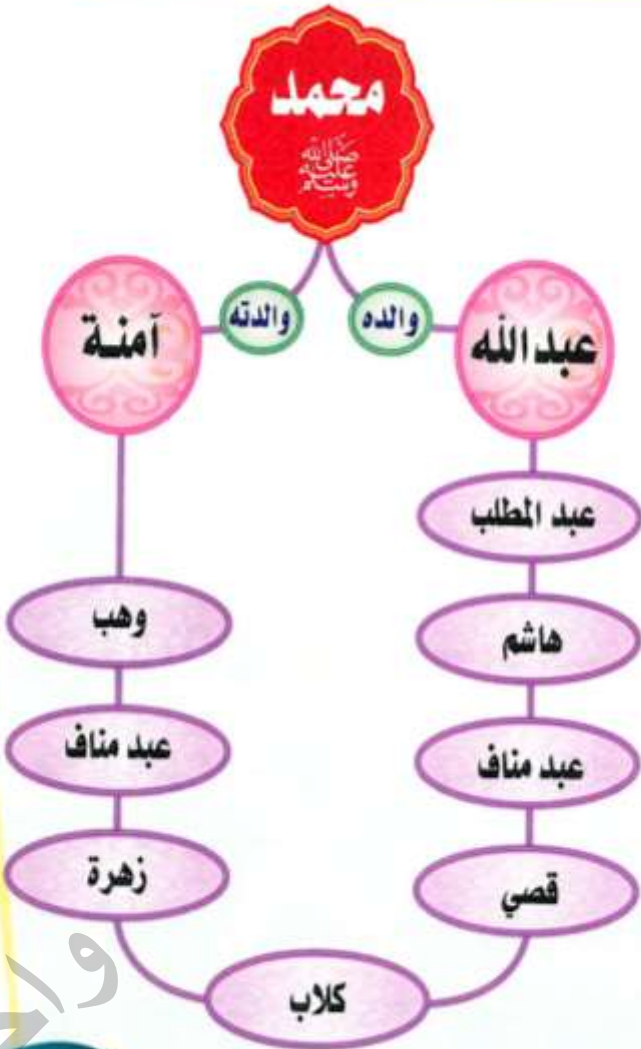 محمد
صلى الله
عليه
وسلم
والده
والدته
عبدالله
آمنة
عبد المطلب
وهب
هاشم
عبد مناف
عبد مناف
زهرة
قصي
كلاب